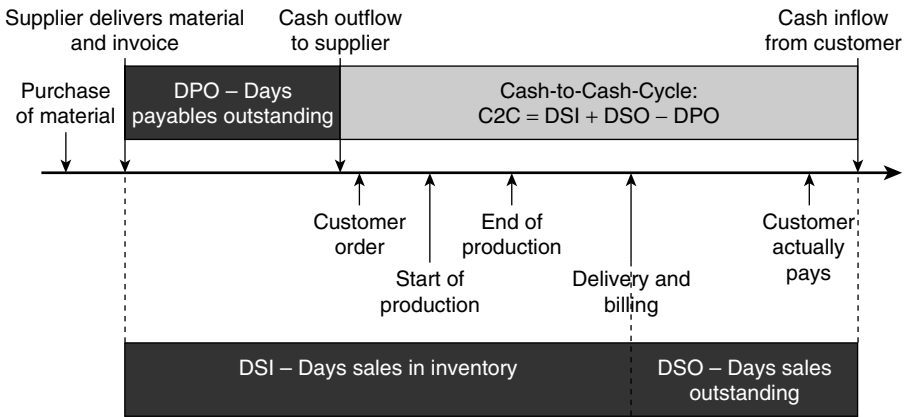 Supplier delivers material
and invoice
Cash outflow
to supplier
Cash inflow
from customer
Purchase
of material
DPO – Days
payables outstanding
Cash-to-Cash-Cycle:
C2C = DSI + DSO – DPO
Customer
order
Start of
production
End of
production
Delivery and
billing
Customer
actually
pays
DSI – Days sales in inventory
DSO – Days sales
outstanding